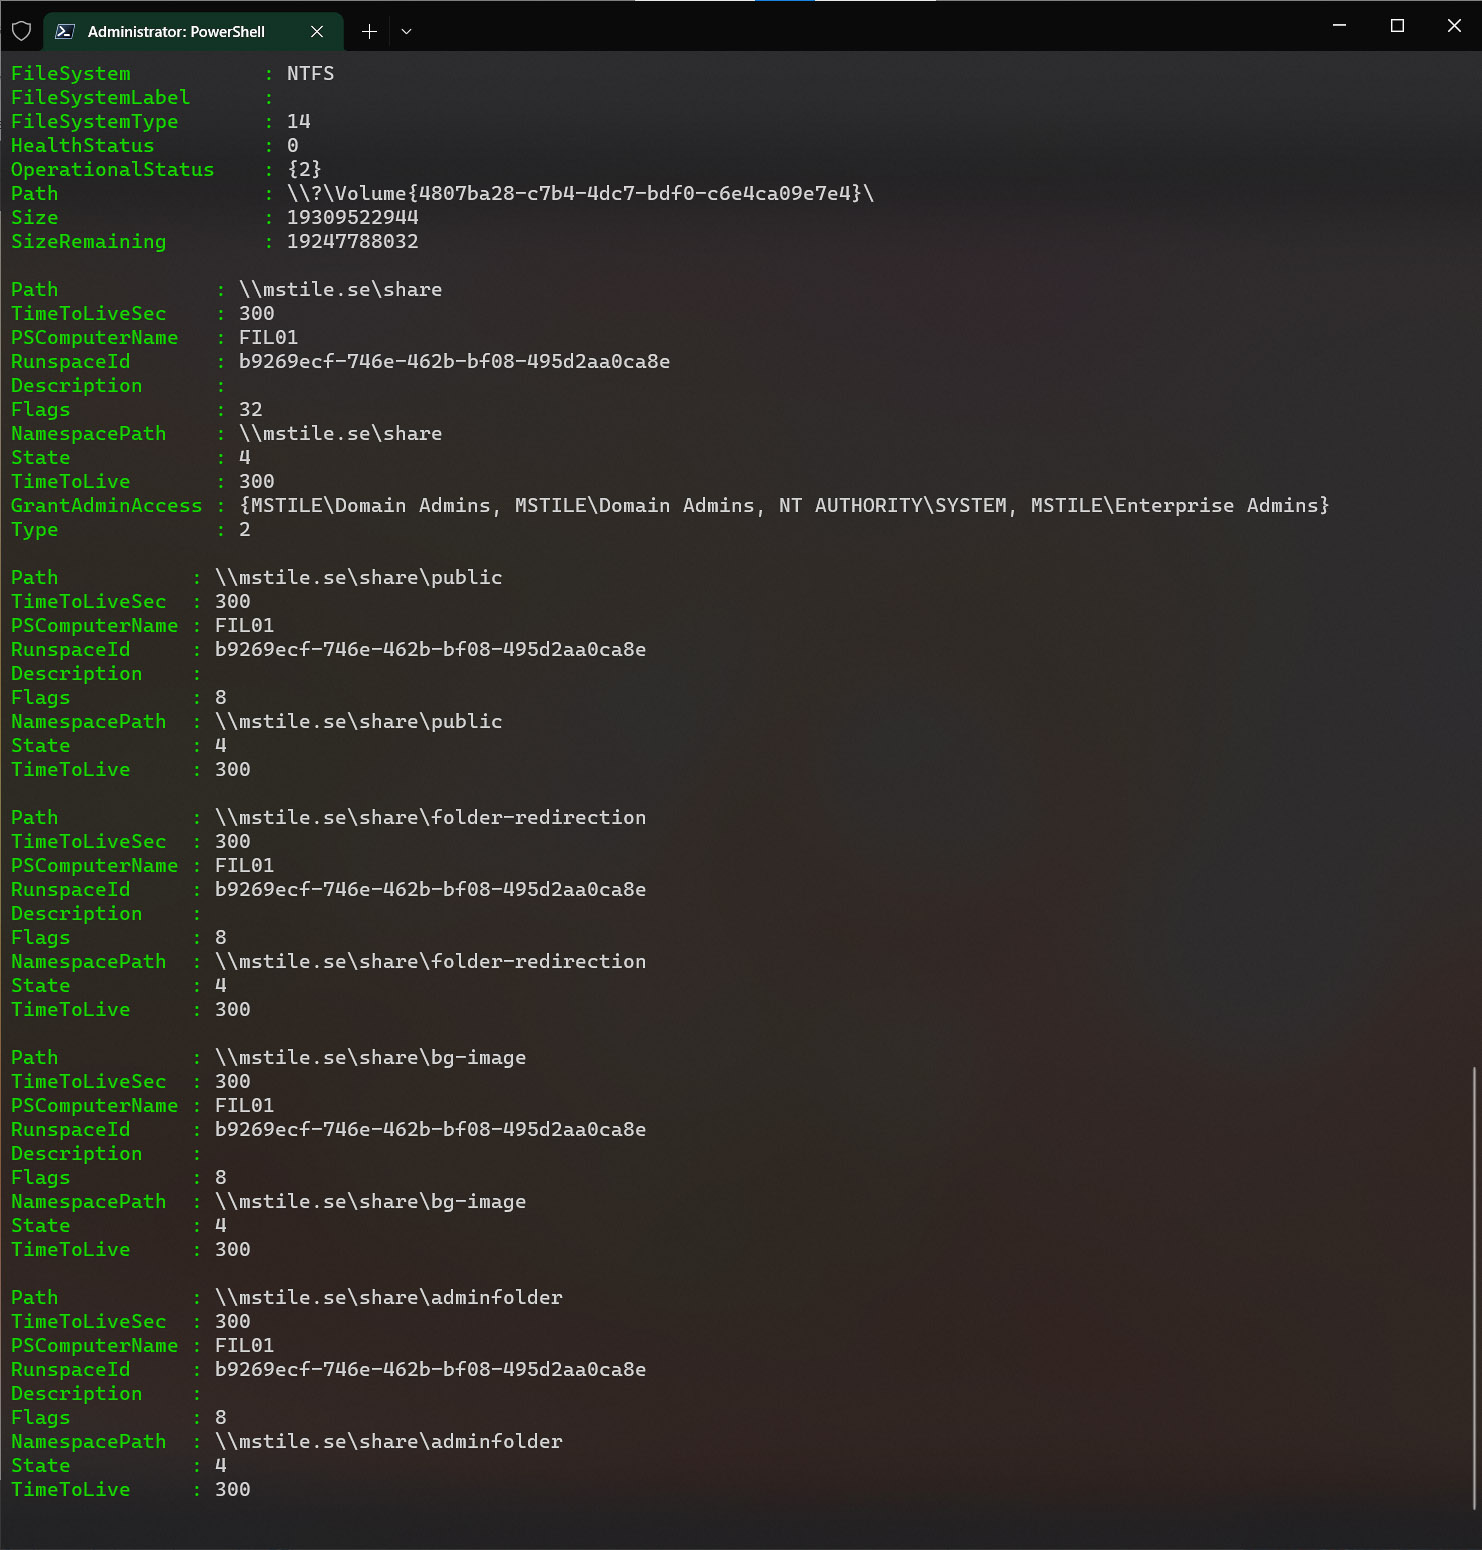 Administrator: PowerShell
FileSystem : NTFS
FileSystemLabel :
FileSystemType : 14
HealthStatus : 0
OperationalStatus : {2}
Path : \\?\Volume{4807ba28-c7b4-4dc7-bdf0-c6e4ca09e7e4}\
Size : 19309522944
SizeRemaining : 19247788032
Path : \\mstile.se\share
TimeToLiveSec : 300
PSComputerName : FIL01
RunspaceId : b9269ecf-746e-462b-bf08-495d2aa0ca8e
Description :
Flags : 32
NamespacePath : \\mstile.se\share
State : 4
TimeToLive : 300
GrantAdminAccess : {MSTILE\Domain Admins, MSTILE\Domain Admins, NT AUTHORITY\SYSTEM, MSTILE\Enterprise Admins}
Type : 2
Path : \\mstile.se\share\public
TimeToLiveSec : 300
PSComputerName : FIL01
RunspaceId : b9269ecf-746e-462b-bf08-495d2aa0ca8e
Description :
Flags : 8
NamespacePath : \\mstile.se\share\public
State : 4
TimeToLive : 300
Path : \\mstile.se\share\folder-redirection
TimeToLiveSec : 300
PSComputerName : FIL01
RunspaceId : b9269ecf-746e-462b-bf08-495d2aa0ca8e
Description :
Flags : 8
NamespacePath : \\mstile.se\share\folder-redirection
State : 4
TimeToLive : 300
Path : \\mstile.se\share\bg-image
TimeToLiveSec : 300
PSComputerName : FIL01
RunspaceId : b9269ecf-746e-462b-bf08-495d2aa0ca8e
Description :
Flags : 8
NamespacePath : \\mstile.se\share\bg-image
State : 4
TimeToLive : 300
Path : \\mstile.se\share\adminfolder
TimeToLiveSec : 300
PSComputerName : FIL01
RunspaceId : b9269ecf-746e-462b-bf08-495d2aa0ca8e
Description :
Flags : 8
NamespacePath : \\mstile.se\share\adminfolder
State : 4
TimeToLive : 300